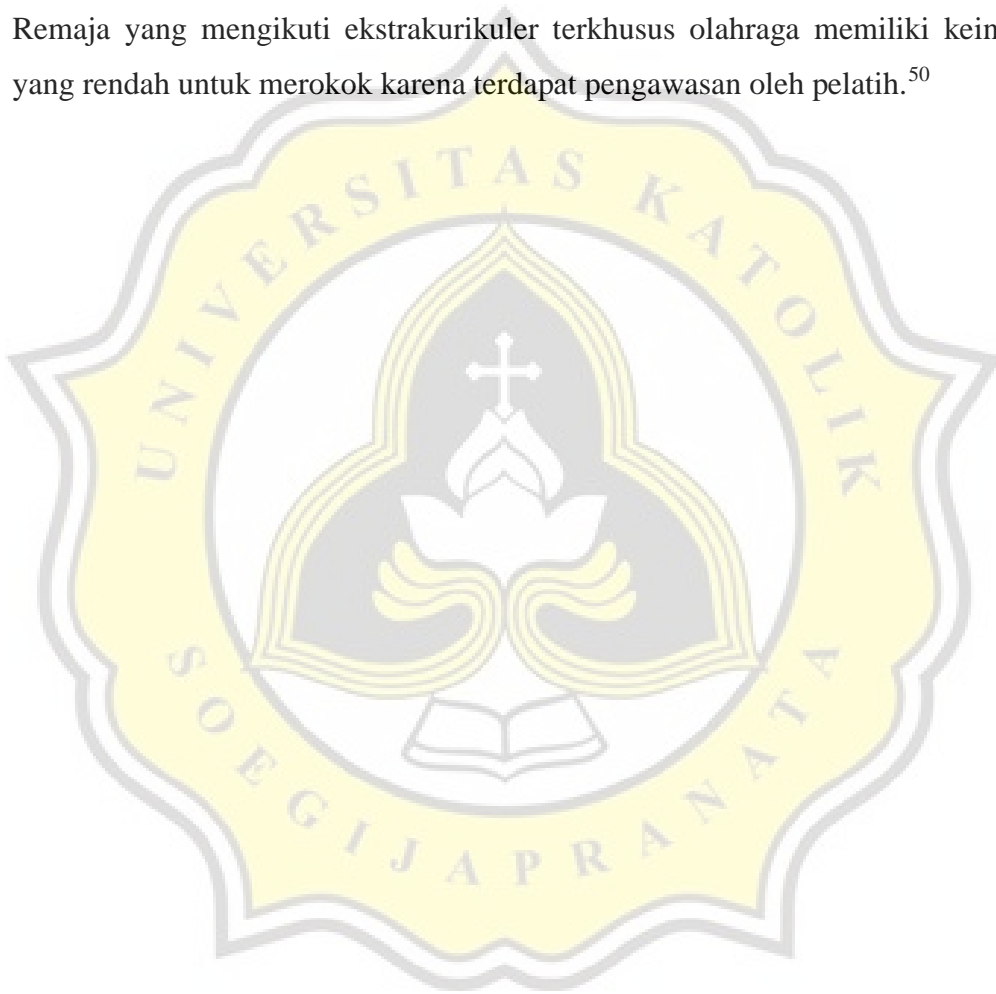 Remaja yang mengikuti ekstrakurikuler terkhusus olahraga memiliki kein
yang rendah untuk merokok karena terdapat pengawasan oleh pelatih.50
UNIVERSITAS KATOLIK
SOEGIJAPRANATA